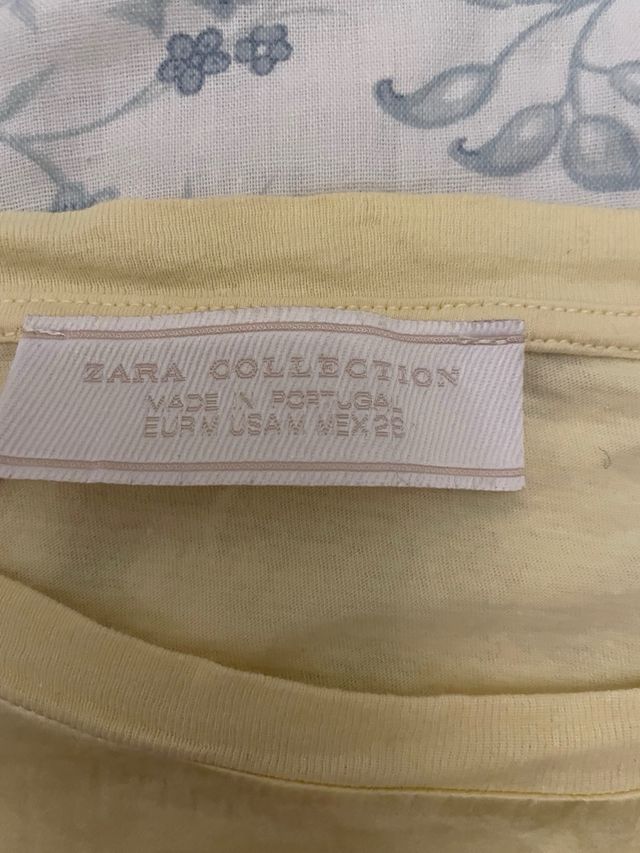 ZARA COLLECTION
MADE IN PORTUGAL
EUR M USA M MEX 28